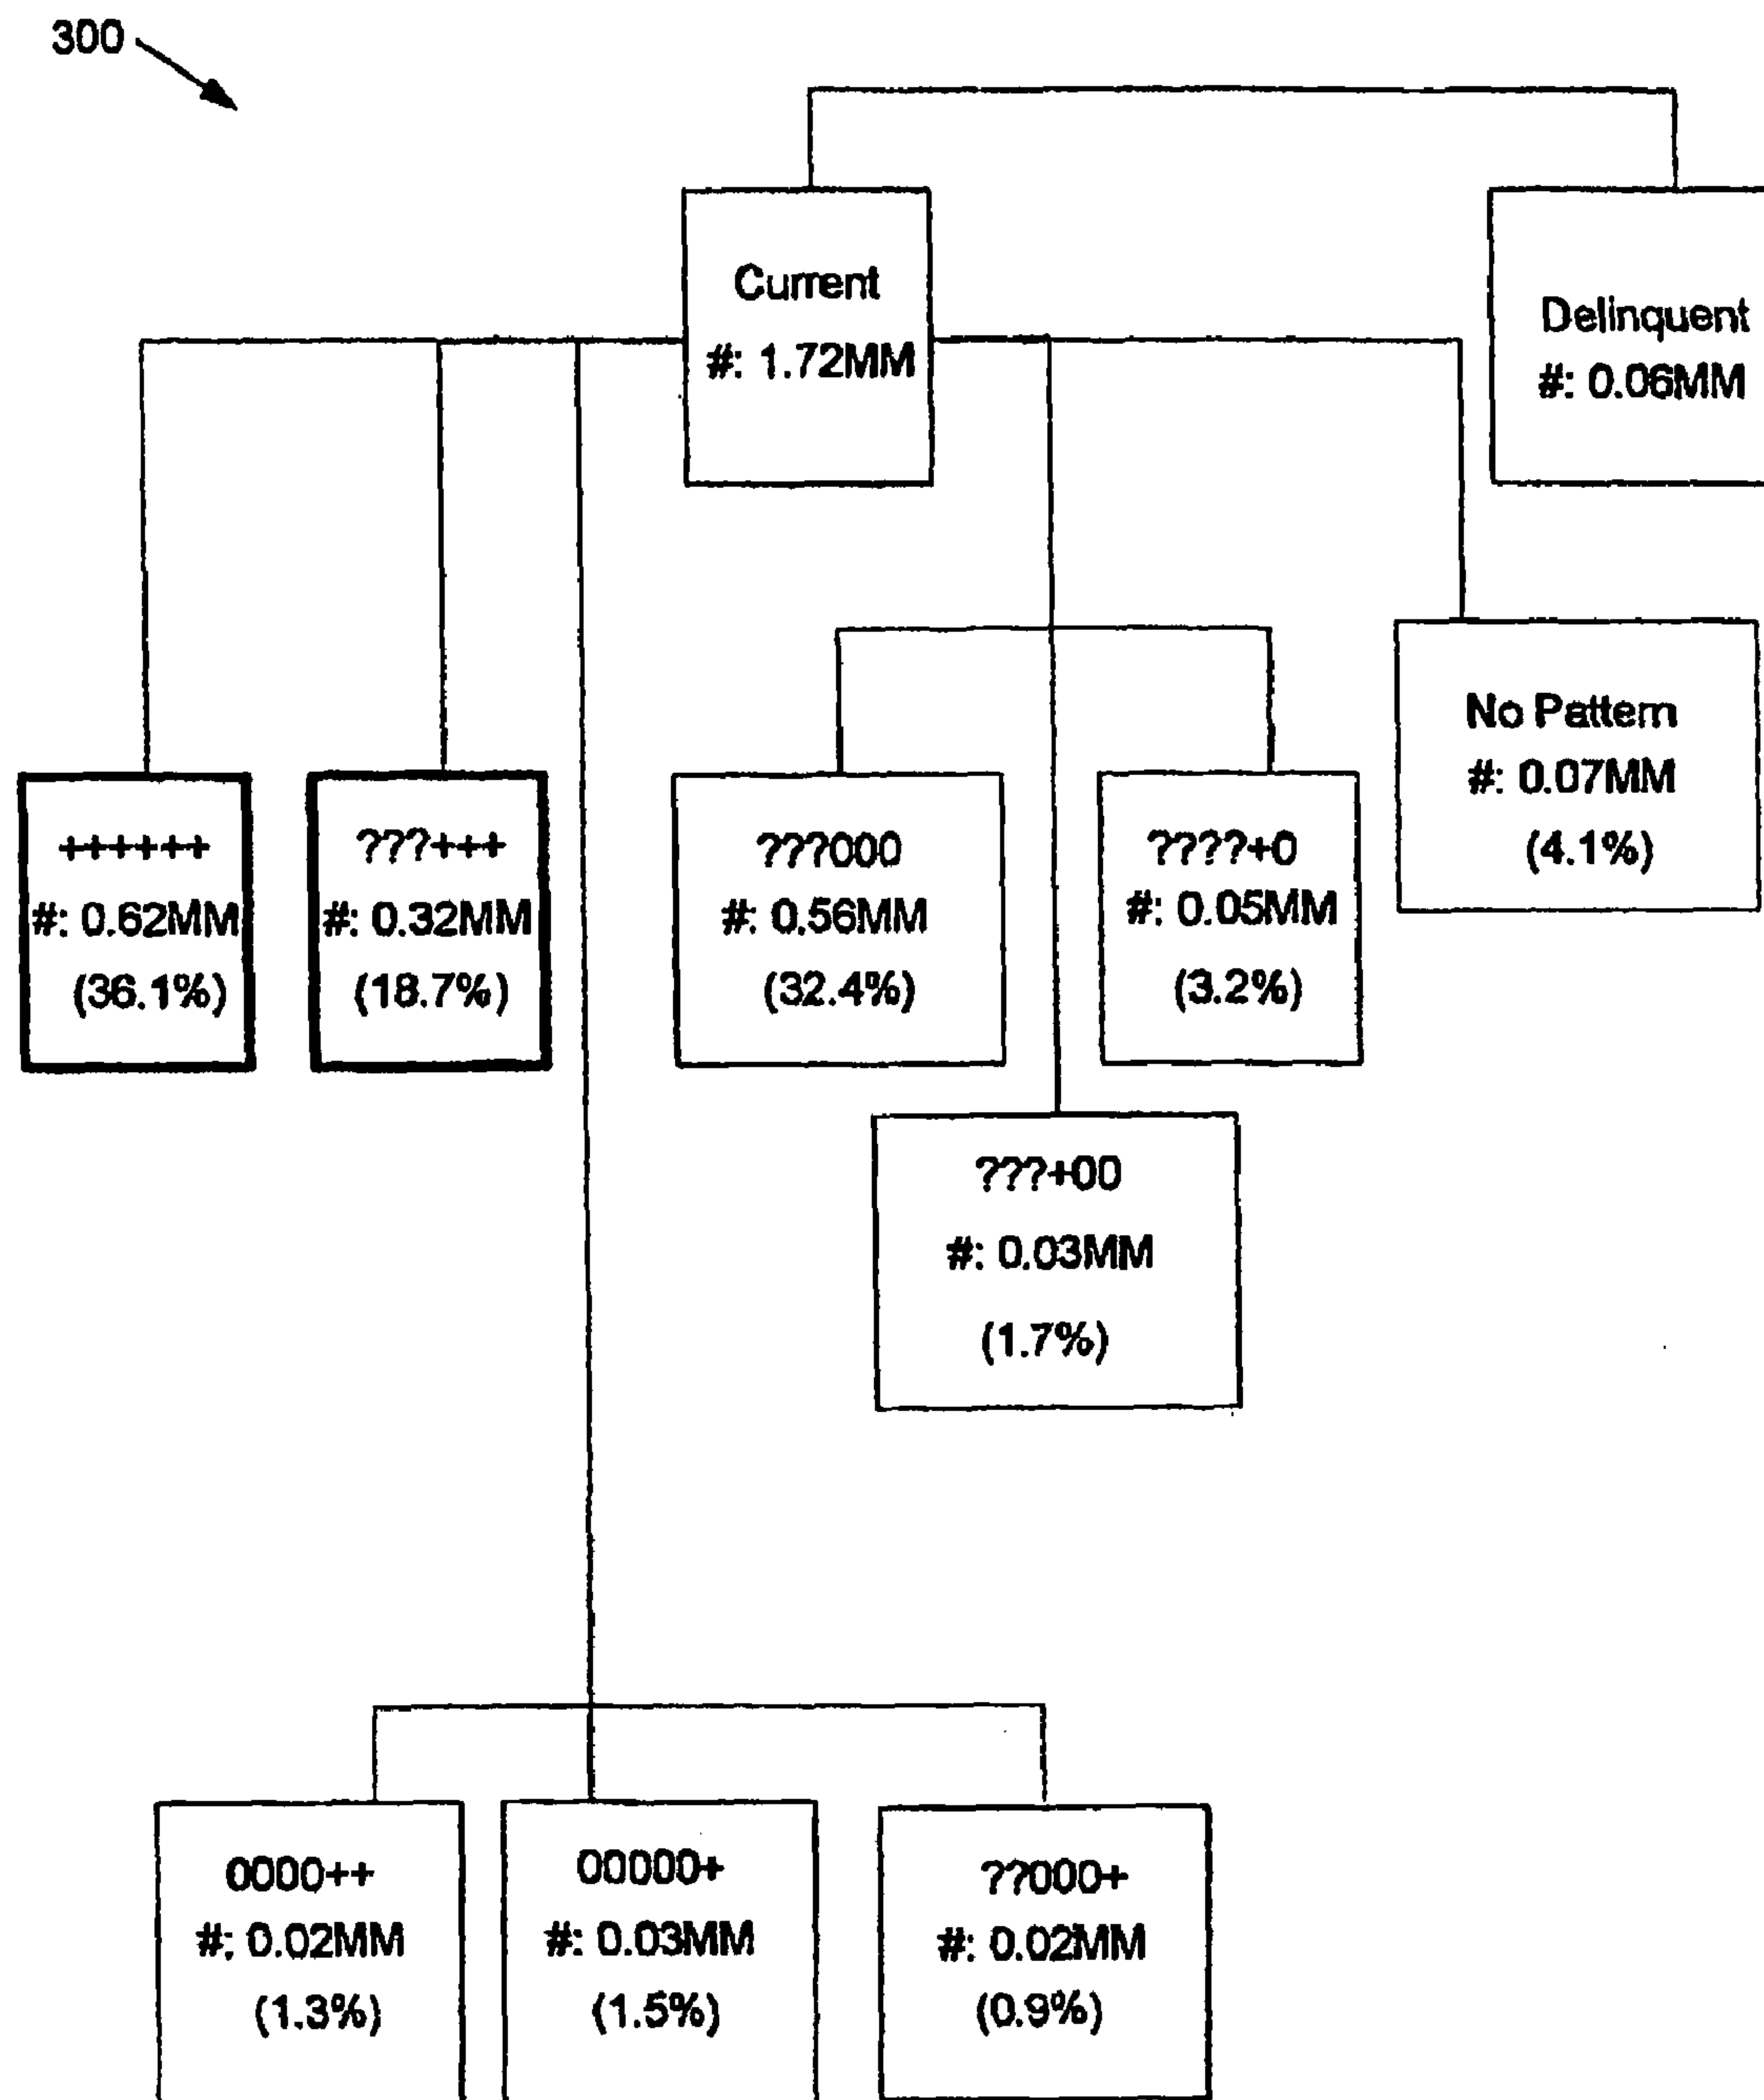 300
Current
#: 1.72MM
Delinquent
#: 0.06MM
No Pattern
#: 0.07MM
(4.1%)
++++++
#: 0.62MM
(36.1%)
???+++
#: 0.32MM
(18.7%)
???000
#: 0.56MM
(32.4%)
????+0
#: 0.05MM
(3.2%)
???+00
#: 0.03MM
(1.7%)
0000++
#: 0.02MM
(1.3%)
00000+
#: 0.03MM
(1.5%)
??000+
#: 0.02MM
(0.9%)